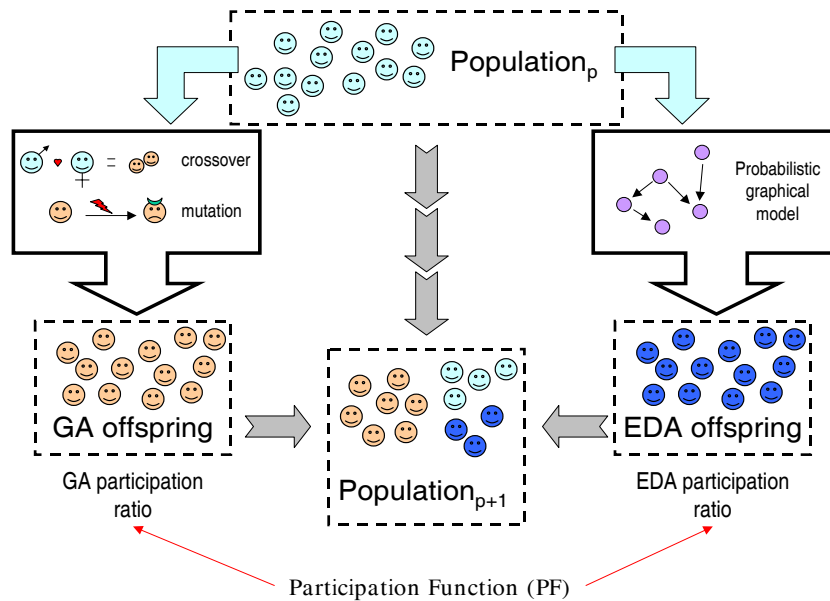 Population_p
crossover
=
mutation
Probabilistic
graphical
model
GA offspring
EDA offspring
Population_{p+1}
GA participation
ratio
EDA participation
ratio
Participation Function (PF)